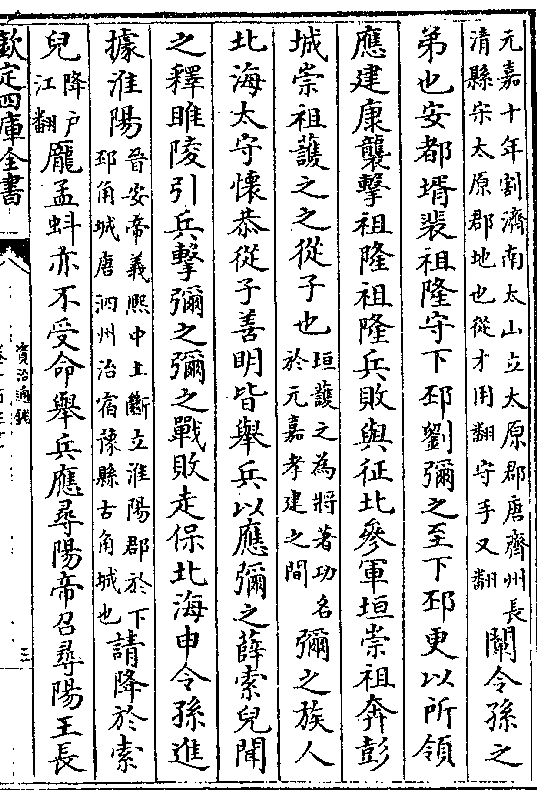 元嘉十年割濟南太山立太原郡唐齊州長
清縣宋太原郡地也從才用翻守手又翻
闡令孫之
弟也安都壻裴祖隆守下邳劉彌之至下邳更以所領
應建康襲擊祖隆祖隆兵敗與征北參軍垣崇祖奔彭
城崇祖護之之從子也
垣護之為將著功名
於元嘉孝建之間
彌之族人
北海太守懷恭從子善明皆舉兵以應彌之薛索兒聞
之釋睢陵引兵擊彌之彌之戰敗走保北海申令孫進
據淮陽
晉安帝義熙中土斷立淮陽郡於下
邳角城唐泗州治宿豫縣古角城也
請降於索
兒
降戶
江翻
龎孟蚪亦不受命舉兵應尋陽帝召尋陽王長
欽定四庫全書
資治通鑑
三